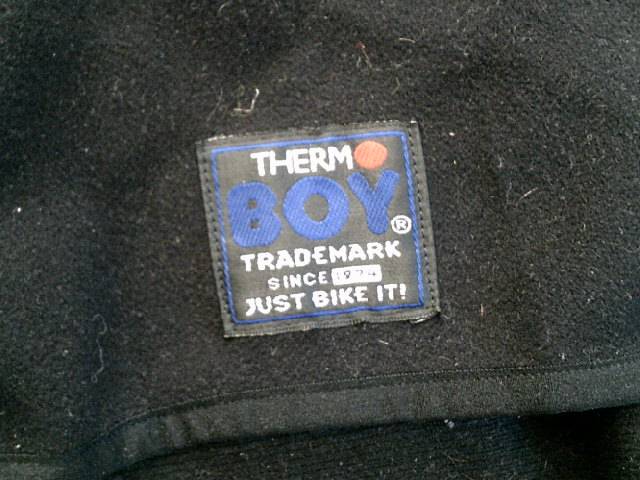 THERMO
BOY®
TRADEMARK
SINCE 1974
JUST BIKE IT!